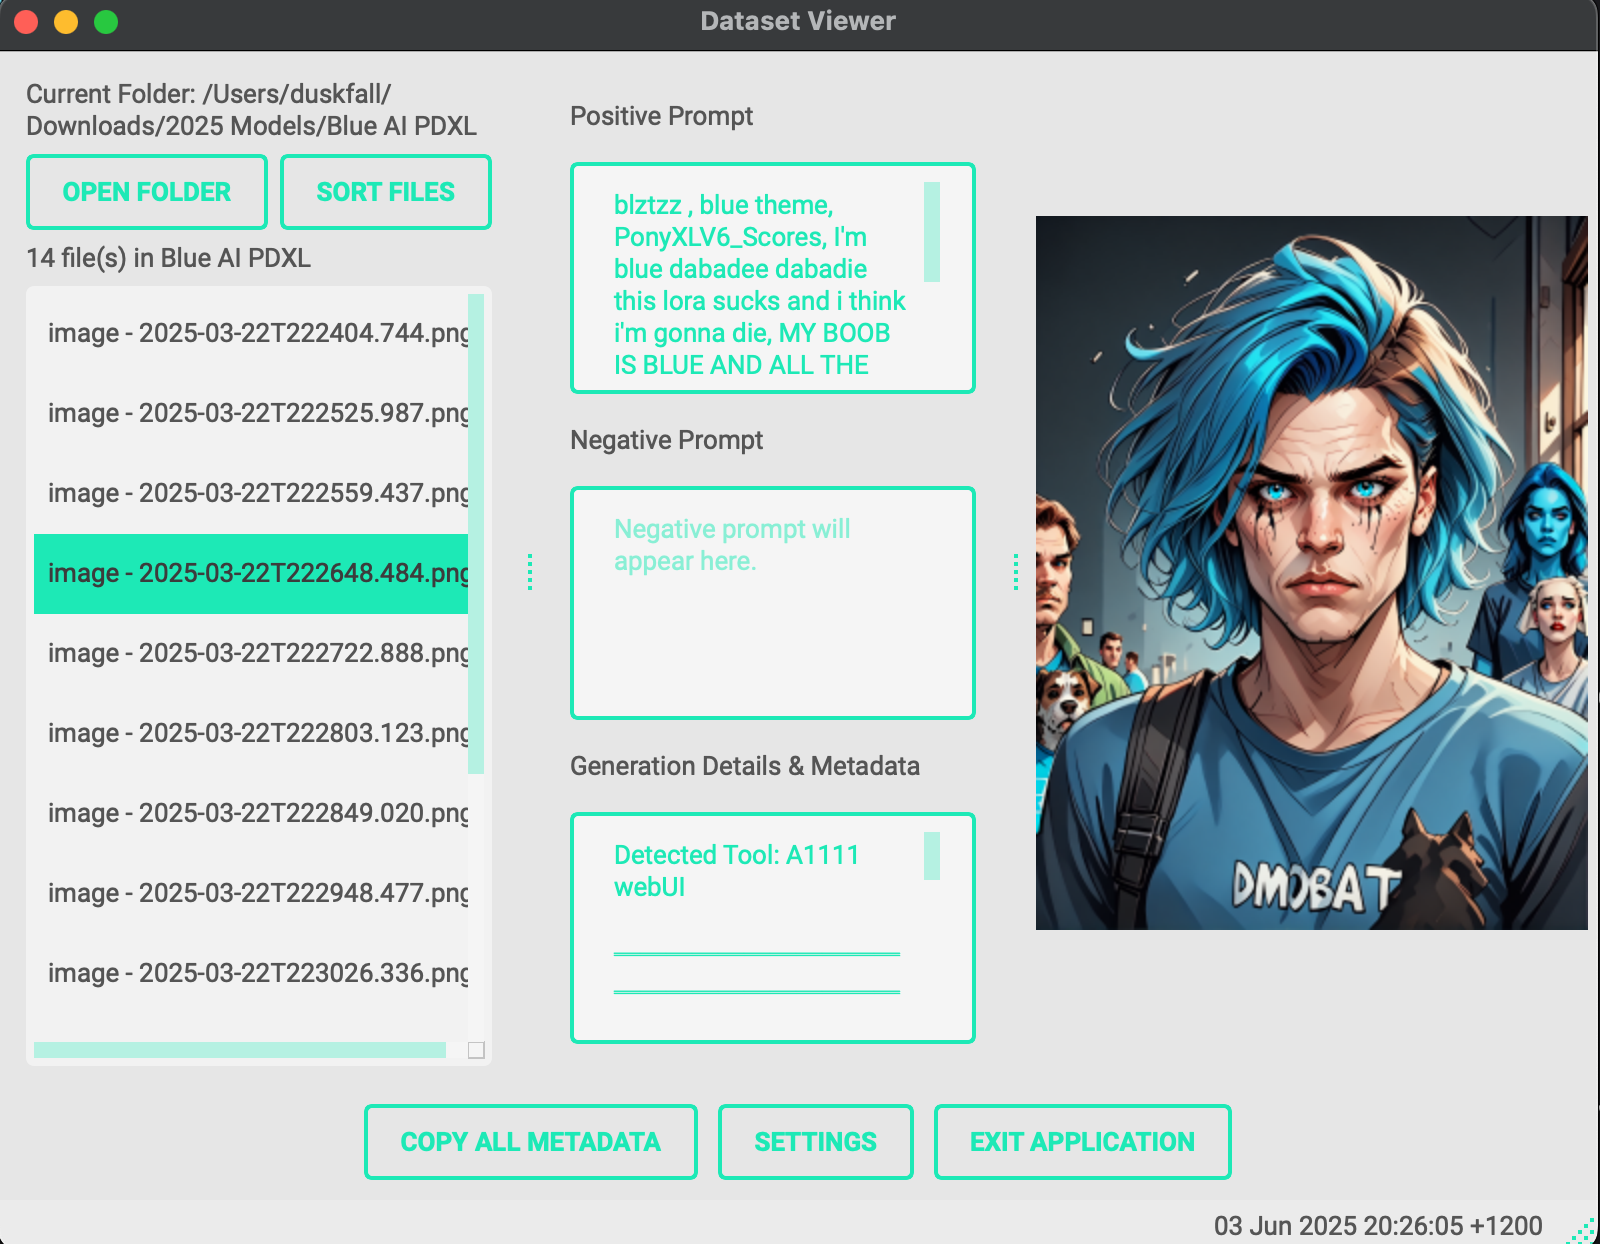 Dataset Viewer
Current Folder: /Users/duskfall/
Downloads/2025 Models/Blue AI PDXL
OPEN FOLDER
SORT FILES
14 file(s) in Blue AI PDXL
image - 2025-03-22T222404.744.png
image - 2025-03-22T222525.987.png
image - 2025-03-22T222559.437.png
image - 2025-03-22T222648.484.png
image - 2025-03-22T222722.888.png
image - 2025-03-22T222803.123.png
image - 2025-03-22T222849.020.png
image - 2025-03-22T222948.477.png
image - 2025-03-22T223026.336.png
Positive Prompt
blztzz , blue theme,
PonyXLV6_Scores, I'm
blue dabadee dabadie
this lora sucks and i think
i'm gonna die, MY BOOB
IS BLUE AND ALL THE
Negative Prompt
Negative prompt will
appear here.
Generation Details & Metadata
Detected Tool: A1111
webUI
DMOBAT
COPY ALL METADATA
SETTINGS
EXIT APPLICATION
03 Jun 2025 20:26:05 +1200